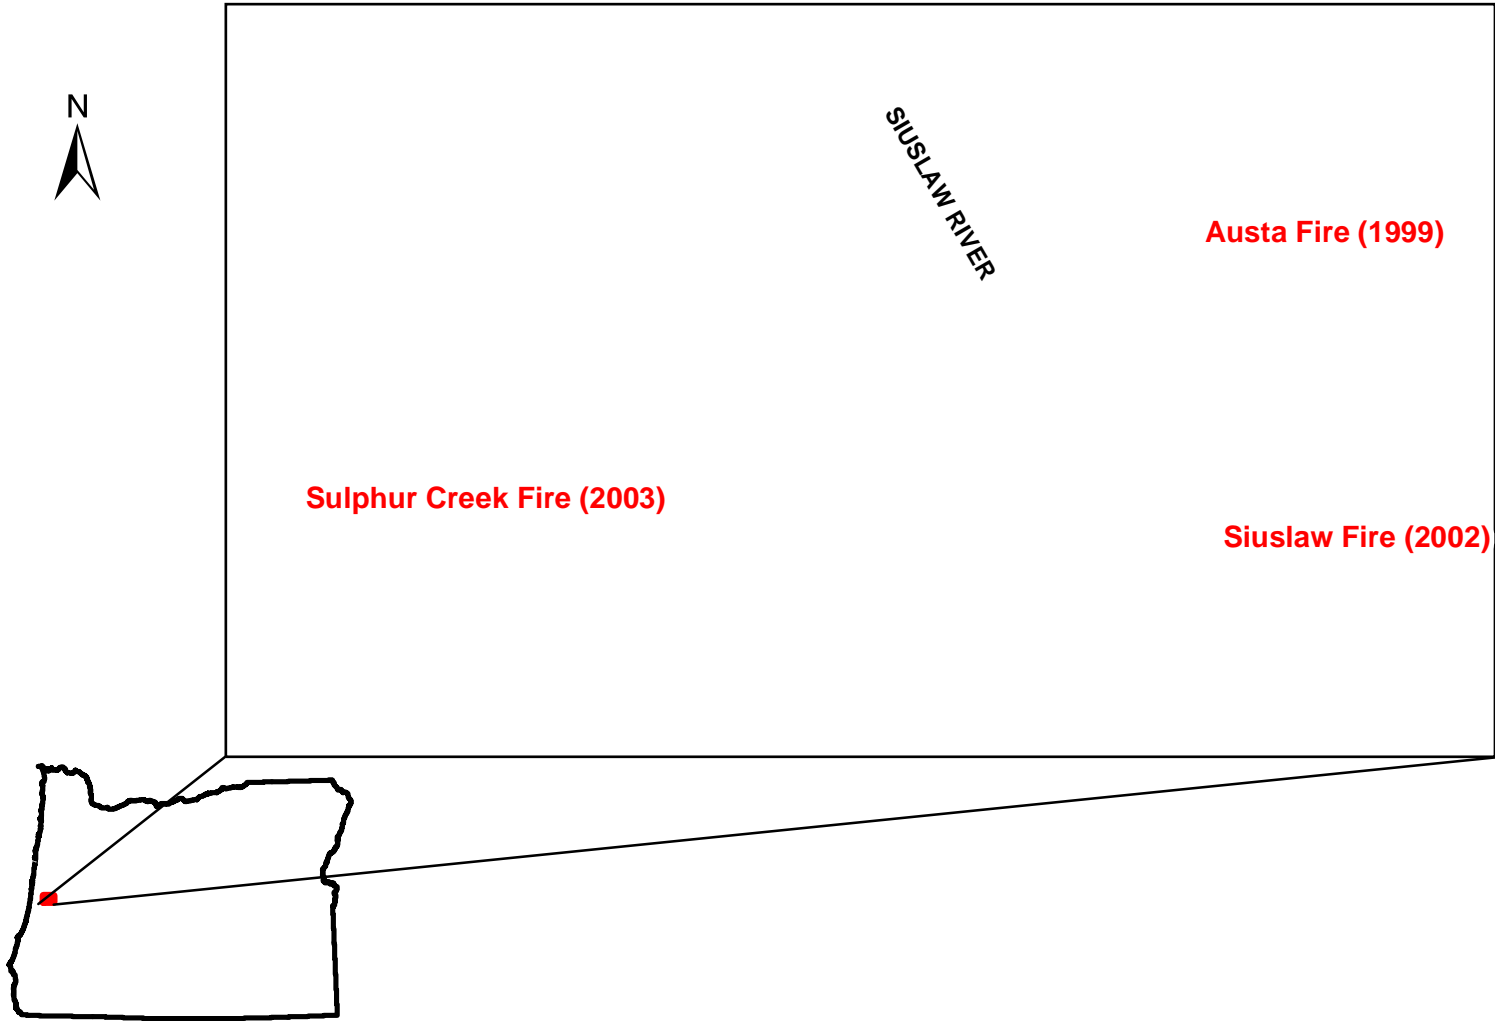 N
SIUSLAW RIVER
Austa Fire (1999)
Sulphur Creek Fire (2003)
Siuslaw Fire (2002)